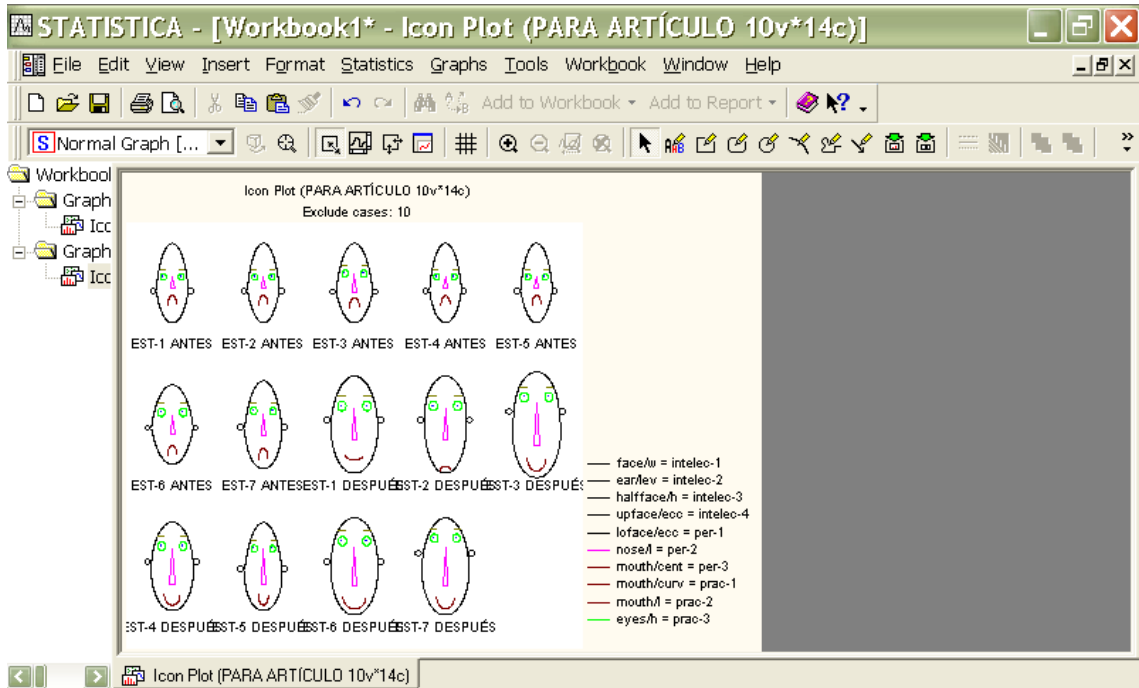 STATISTICA - [Workbook1* - Icon Plot (PARA ARTÍCULO 10v*14c)]
File Edit View Insert Format Statistics Graphs Tools Workbook Window Help
Add to Workbook Add to Report
S Normal Graph [...
Workbool
Graph
Icc
Graph
Icc
Icon Plot (PARA ARTÍCULO 10v*14c)
Exclude cases: 10
EST-1 ANTES EST-2 ANTES EST-3 ANTES EST-4 ANTES EST-5 ANTES
EST-6 ANTES EST-7 ANTES EST-1 DESPUÉS EST-2 DESPUÉS EST-3 DESPUÉS
EST-4 DESPUÉS EST-5 DESPUÉS EST-6 DESPUÉS EST-7 DESPUÉS
face/w = intelec-1
ear/lev = intelec-2
halfface/h = intelec-3
upface/ecc = intelec-4
loface/ecc = per-1
nose/l = per-2
mouth/cent = per-3
mouth/curv = prac-1
mouth/l = prac-2
eyes/h = prac-3
Icon Plot (PARA ARTÍCULO 10v*14c)